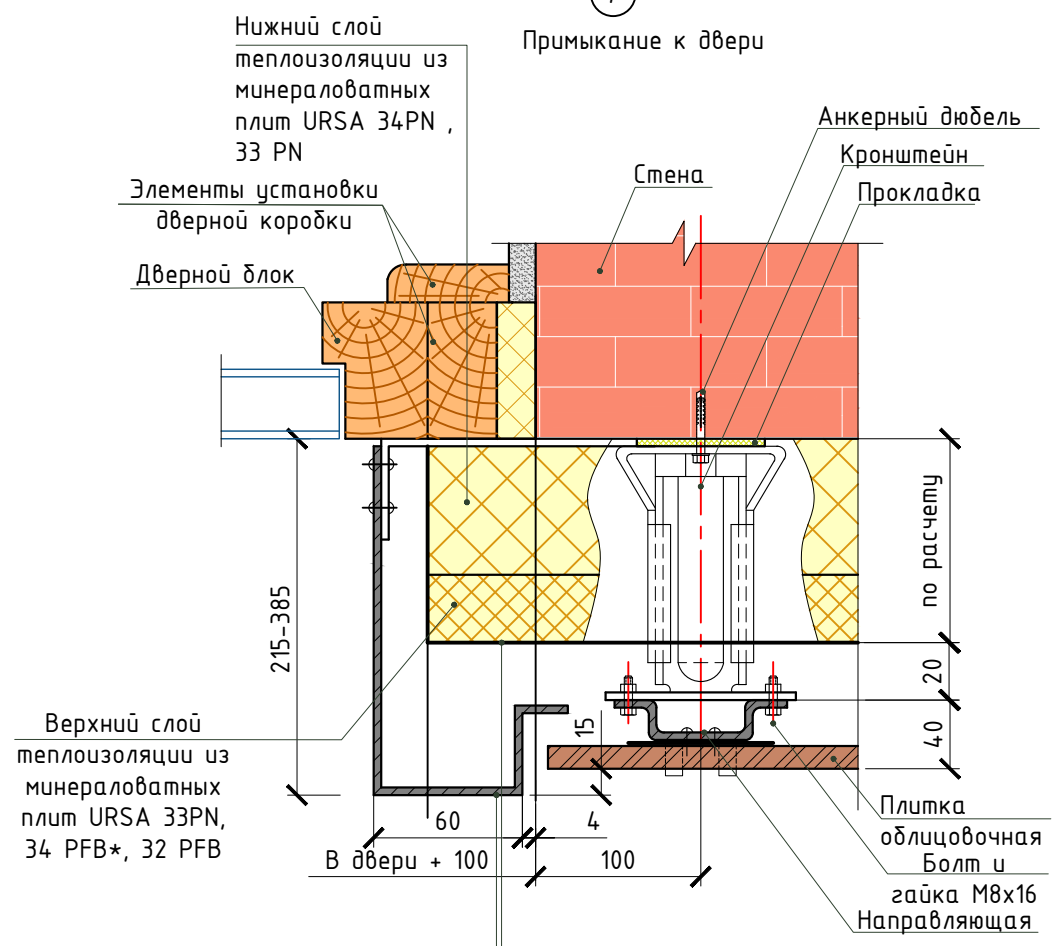 Примыкание к двери
Нижний слой
теплоизоляции из
минераловатных
плит URSA 34PN ,
33 PN
Элементы установки
дверной коробки
Дверной блок
Стена
Анкерный дюбель
Кронштейн
Прокладка
по расчету
20
40
215-385
15
60
4
В двери + 100
100
Верхний слой
теплоизоляции из
минераловатных
плит URSA 33PN,
34 PFB*, 32 PFB
Плитка
облицовочная
Болт и
гайка М8х16
Направляющая